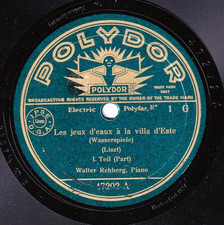 POLYDOR
POLYDOR
TRADE MARK
BROADCASTING RIGHTS RESERVED BY THE OWNER OF THE TRADE MARK
Electric Polyfar, R* 1 G
Les jeux d'eaux à la villa d'Este
(Wasserspiele)
(Liszt)
I. Teil (Part)
Walter Rehberg, Piano